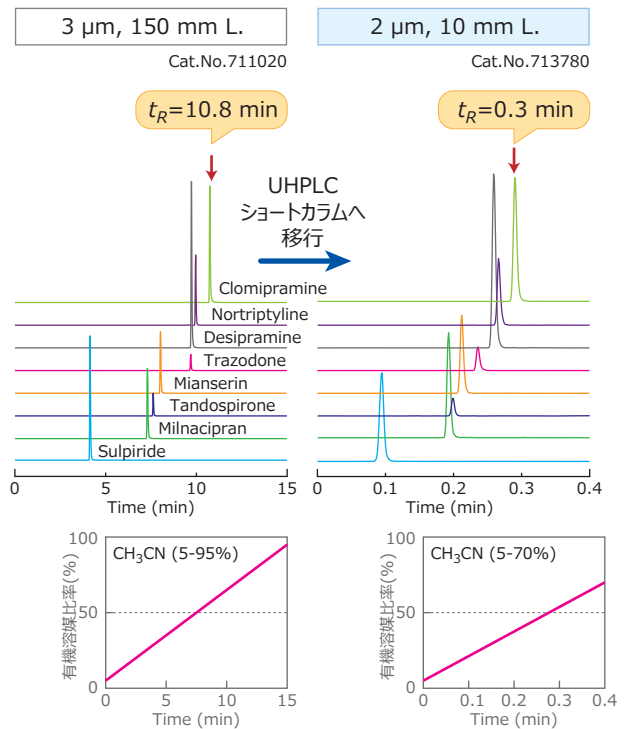 3 µm, 150 mm L.
Cat.No.711020
tR=10.8 min
2 µm, 10 mm L.
Cat.No.713780
tR=0.3 min
UHPLC
ショートカラムへ
移行
Clomipramine
Nortriptyline
Desipramine
Trazodone
Mianserin
Tandospirone
Milnacipran
Sulpiride
0 5 10 15
Time (min)
0 0.1 0.2 0.3 0.4
Time (min)
有機溶媒比率(%)
100
50
0
CH3CN (5-95%)
0 5 10 15
Time (min)
有機溶媒比率(%)
100
50
0
CH3CN (5-70%)
0 0.1 0.2 0.3 0.4
Time (min)